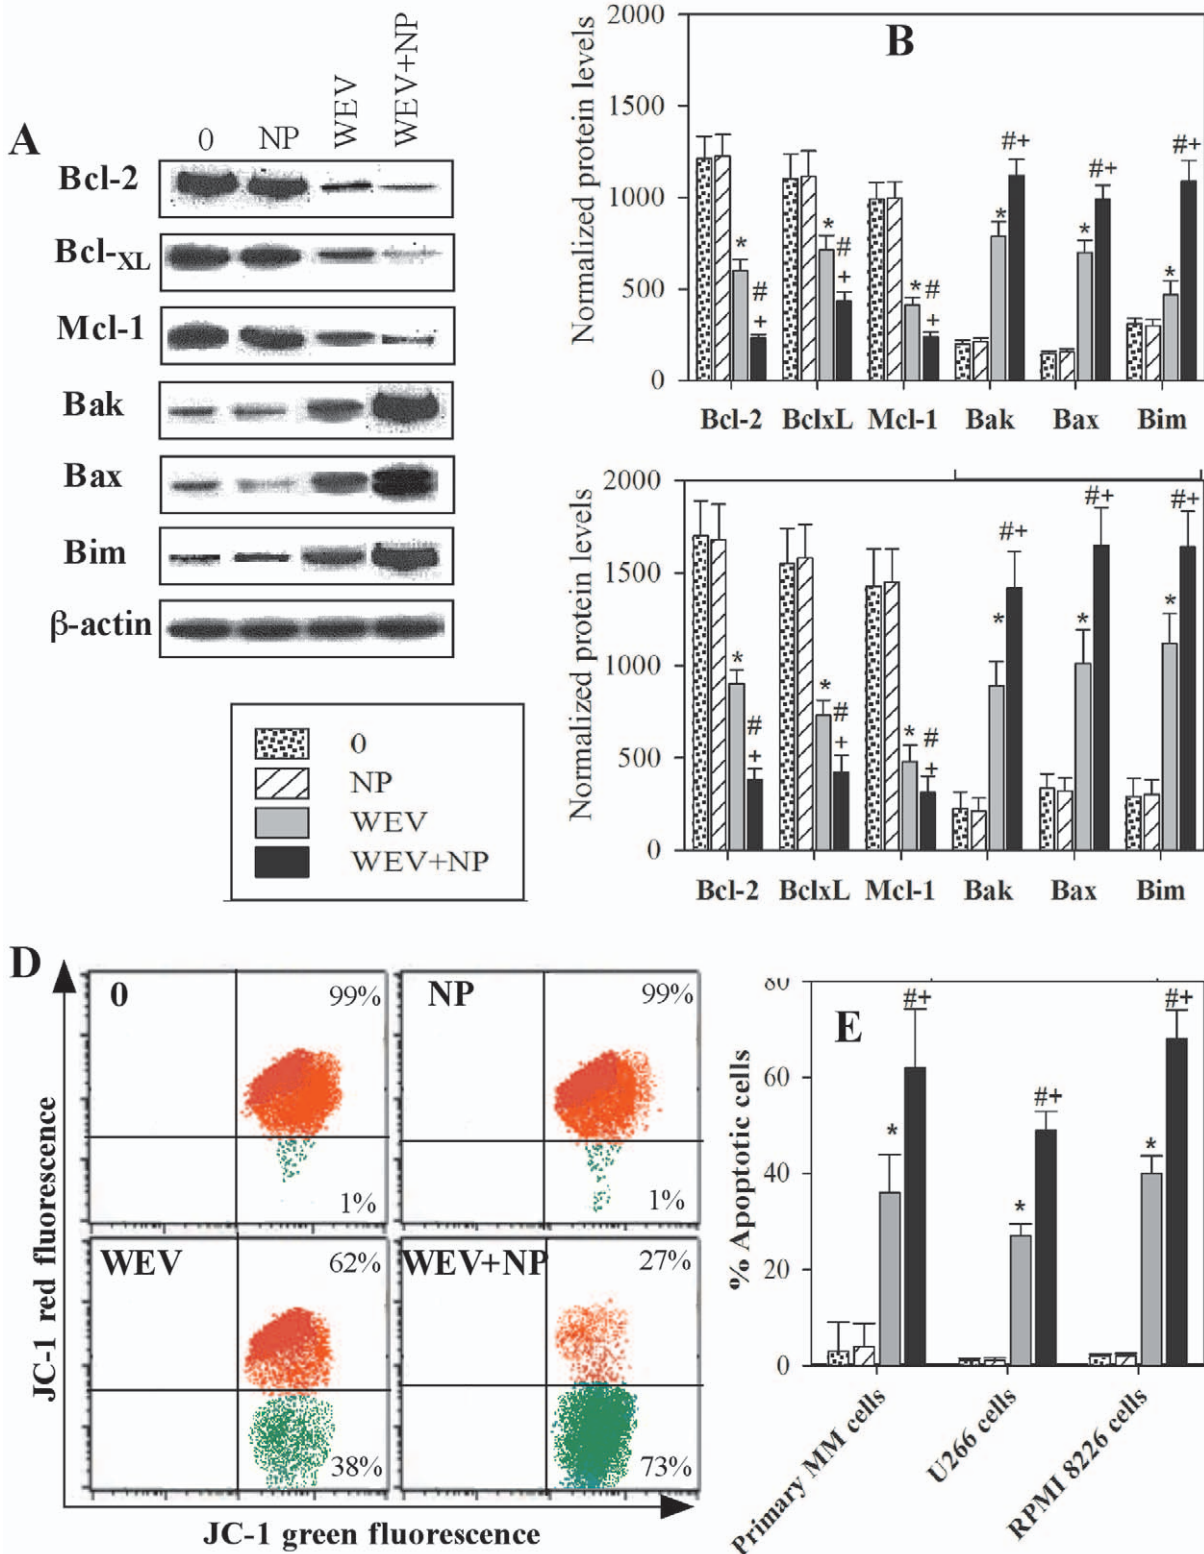 A
0 NP WEV WEV+NP
Bcl-2
Bcl-XL
Mcl-1
Bak
Bax
Bim
β-actin
0
NP
WEV
WEV+NP
B
Normalized protein levels
2000
1500
1000
500
0
* # + * # + * # + * #+ * #+ * #+
Bcl-2 BclxL Mcl-1 Bak Bax Bim
Normalized protein levels
2000
1500
1000
500
0
* # + * # + * # + * #+ * #+ * #+
Bcl-2 BclxL Mcl-1 Bak Bax Bim
D
JC-1 red fluorescence
0 99%
1%
NP 99%
1%
WEV 62%
38%
WEV+NP 27%
73%
JC-1 green fluorescence
E
% Apoptotic cells
80
60
40
20
0
* #+ * #+ * #+
Primary MM cells
U266 cells
RPMI 8226 cells